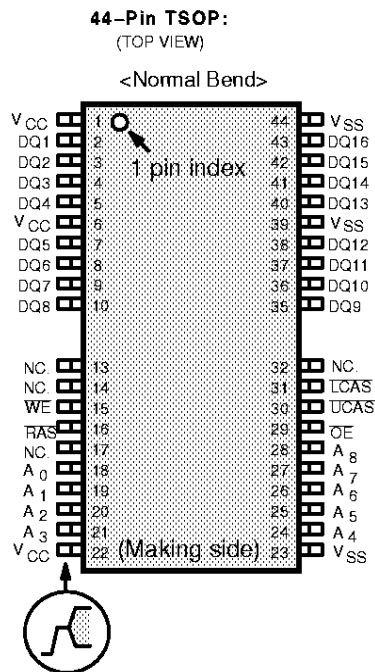 44-Pin TSOP:
(TOP VIEW)
<Normal Bend>
VCC 1 44 VSS
DQ1 2 43 DQ16
DQ2 3 42 DQ15
DQ3 4 1 pin index 41 DQ14
DQ4 5 40 DQ13
VCC 6 39 VSS
DQ5 7 38 DQ12
DQ6 8 37 DQ11
DQ7 9 36 DQ10
DQ8 10 35 DQ9
NC. 13 32 NC.
NC. 14 31 LCAS
WE 15 30 UCAS
RAS 16 29 OE
NC. 17 28 A8
A0 18 27 A7
A1 19 26 A6
A2 20 25 A5
A3 21 24 A4
VCC 22 (Making side) 23 VSS